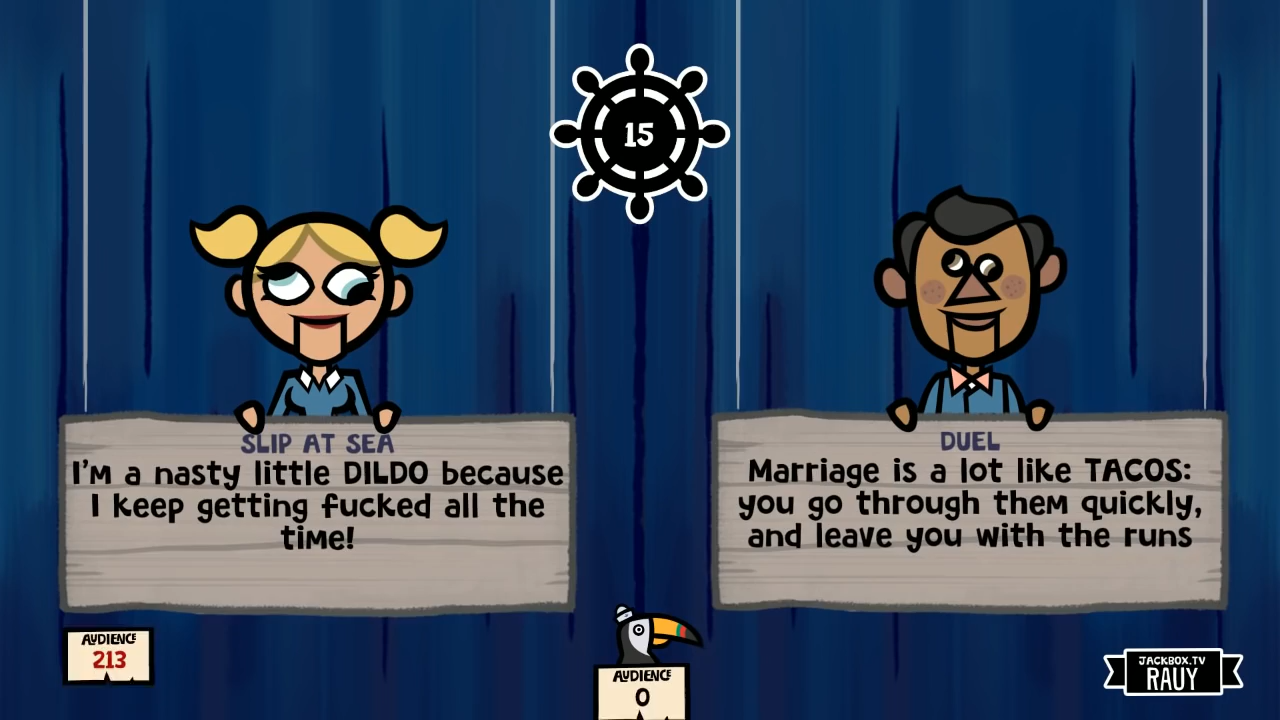 15
SLIP AT SEA
I'm a nasty little DILDO because
I keep getting fucked all the
time!
DUEL
Marriage is a lot like TACOS:
you go through them quickly,
and leave you with the runs
AUDIENCE
213
AUDIENCE
0
JACKBOX.TV
RAUY